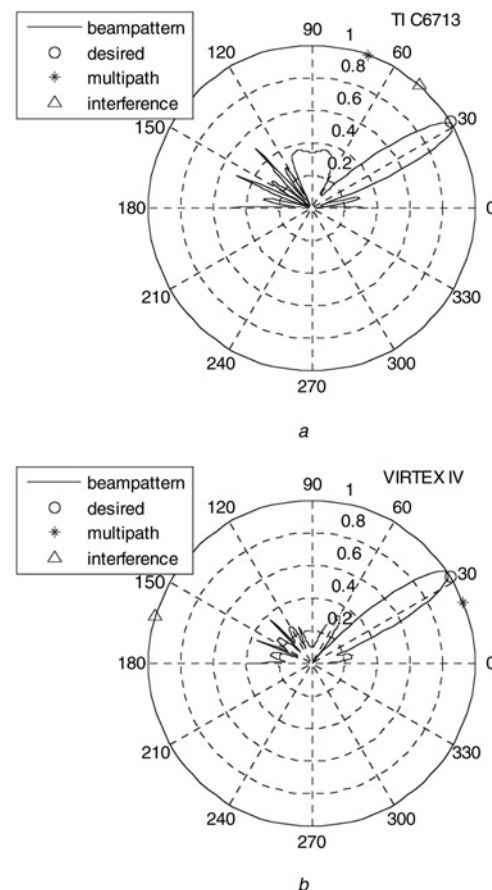 TI C6713
beampattern
desired
multipath
interference
90
1
60
120
0.8
0.6
0.4
0.2
30
150
180
0
210
330
240
300
270
a
VIRTEX IV
beampattern
desired
multipath
interference
90
1
60
120
0.8
0.6
0.4
0.2
30
150
180
0
210
330
240
300
270
b